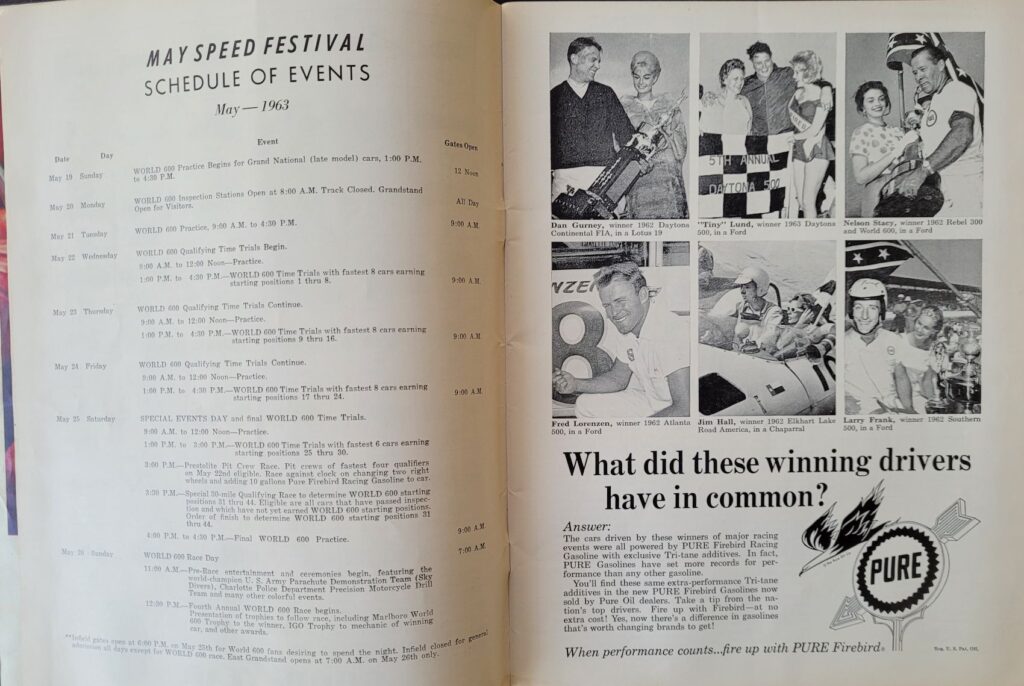 MAY SPEED FESTIVAL
SCHEDULE OF EVENTS
May — 1963
Date Day Event Gates Open
May 19 Sunday WORLD 600 Practice Begins for Grand National (late model) cars, 1:00 P.M.
to 4:30 P.M. 12 Noon
May 20 Monday WORLD 600 Inspection Stations Open at 8:00 A.M. Track Closed. Grandstand
Open for Visitors. All Day
May 21 Tuesday WORLD 600 Practice, 9:00 A.M. to 4:30 P.M. 9:00 A.M.
May 22 Wednesday WORLD 600 Qualifying Time Trials Begin.
9:00 A.M. to 12:00 Noon—Practice.
1:00 P.M. to 4:30 P.M.—WORLD 600 Time Trials with fastest 8 cars earning
starting positions 1 thru 8. 9:00 A.M.
May 23 Thursday WORLD 600 Qualifying Time Trials Continue.
9:00 A.M. to 12:00 Noon—Practice.
1:00 P.M. to 4:30 P.M.—WORLD 600 Time Trials with fastest 8 cars earning
starting positions 9 thru 16. 9:00 A.M.
May 24 Friday WORLD 600 Qualifying Time Trials Continue.
9:00 A.M. to 12:00 Noon—Practice.
1:00 P.M. to 4:30 P.M.—WORLD 600 Time Trials with fastest 8 cars earning
starting positions 17 thru 24. 9:00 A.M.
May 25 Saturday SPECIAL EVENTS DAY and final WORLD 600 Time Trials.
9:00 A.M. to 12:00 Noon—Practice.
1:00 P.M. to 3:00 P.M.—WORLD 600 Time Trials with fastest 6 cars earning
starting positions 25 thru 30.
3:00 P.M.—Prestolite Pit Crew Race. Pit crews of fastest four qualifiers
on May 22nd eligible. Race against clock on changing two right
wheels and adding 10 gallons Pure Firebird Racing Gasoline to car.
3:30 P.M.—Special 30-mile Qualifying Race to determine WORLD 600 starting
positions 31 thru 44. Eligible are all cars that have passed inspec-
tion and which have not yet earned WORLD 600 starting positions.
Order of finish to determine WORLD 600 starting positions 31
thru 44.
4:00 P.M. to 4:30 P.M.—Final WORLD 600 Practice. 9:00 A.M.
May 26 Sunday WORLD 600 Race Day 7:00 A.M.
11:00 A.M.—Pre-Race entertainment and ceremonies begin, featuring the
world-champion U. S. Army Parachute Demonstration Team (Sky
Divers), Charlotte Police Department Precision Motorcycle Drill
Team and many other colorful events.
12:30 P.M.—Fourth Annual WORLD 600 Race begins.
Presentation of trophies to follow race, including Marlboro World
600 Trophy to the winner, IGO Trophy to mechanic of winning
car, and other awards.
**Infield gates open at 6:00 P.M. on May 25th for World 600 fans desiring to spend the night. Infield closed for general
admission all days except for WORLD 600 race. East Grandstand opens at 7:00 A.M. on May 26th only.
5TH ANNUAL
DAYTONA 500
Dan Gurney, winner 1962 Daytona
Continental FIA, in a Lotus 19
"Tiny" Lund, winner 1963 Daytona
500, in a Ford
Nelson Stacy, winner 1962 Rebel 300
and World 600, in a Ford
NZE
8
10
Fred Lorenzen, winner 1962 Atlanta
500, in a Ford
Jim Hall, winner 1962 Elkhart Lake
Road America, in a Chaparral
Larry Frank, winner 1962 Southern
500, in a Ford
What did these winning drivers
have in common?
Answer:
The cars driven by these winners of major racing
events were all powered by PURE Firebird Racing
Gasoline with exclusive Tri-tane additives. In fact,
PURE Gasolines have set more records for per-
formance than any other gasoline.
You'll find these same extra-performance Tri-tane
additives in the new PURE Firebird Gasolines now
sold by Pure Oil dealers. Take a tip from the na-
tion's top drivers. Fire up with Firebird—at no
extra cost! Yes, now there's a difference in gasolines
that's worth changing brands to get!
PURE
When performance counts...fire up with PURE Firebird®
Reg. U. S. Pat. Off.